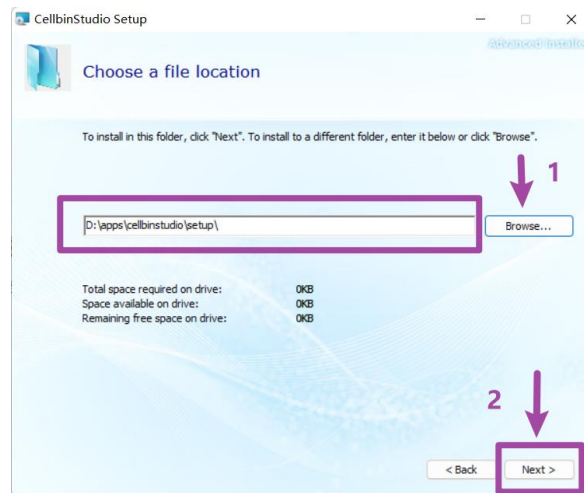 CellbinStudio Setup
Advanced Installer
Choose a file location
To install in this folder, click "Next". To install to a different folder, enter it below or click "Browse".
1
D:\apps\cellbinstudio\setup\
Browse...
Total space required on drive: 0KB
Space available on drive: 0KB
Remaining free space on drive: 0KB
2
< Back
Next >